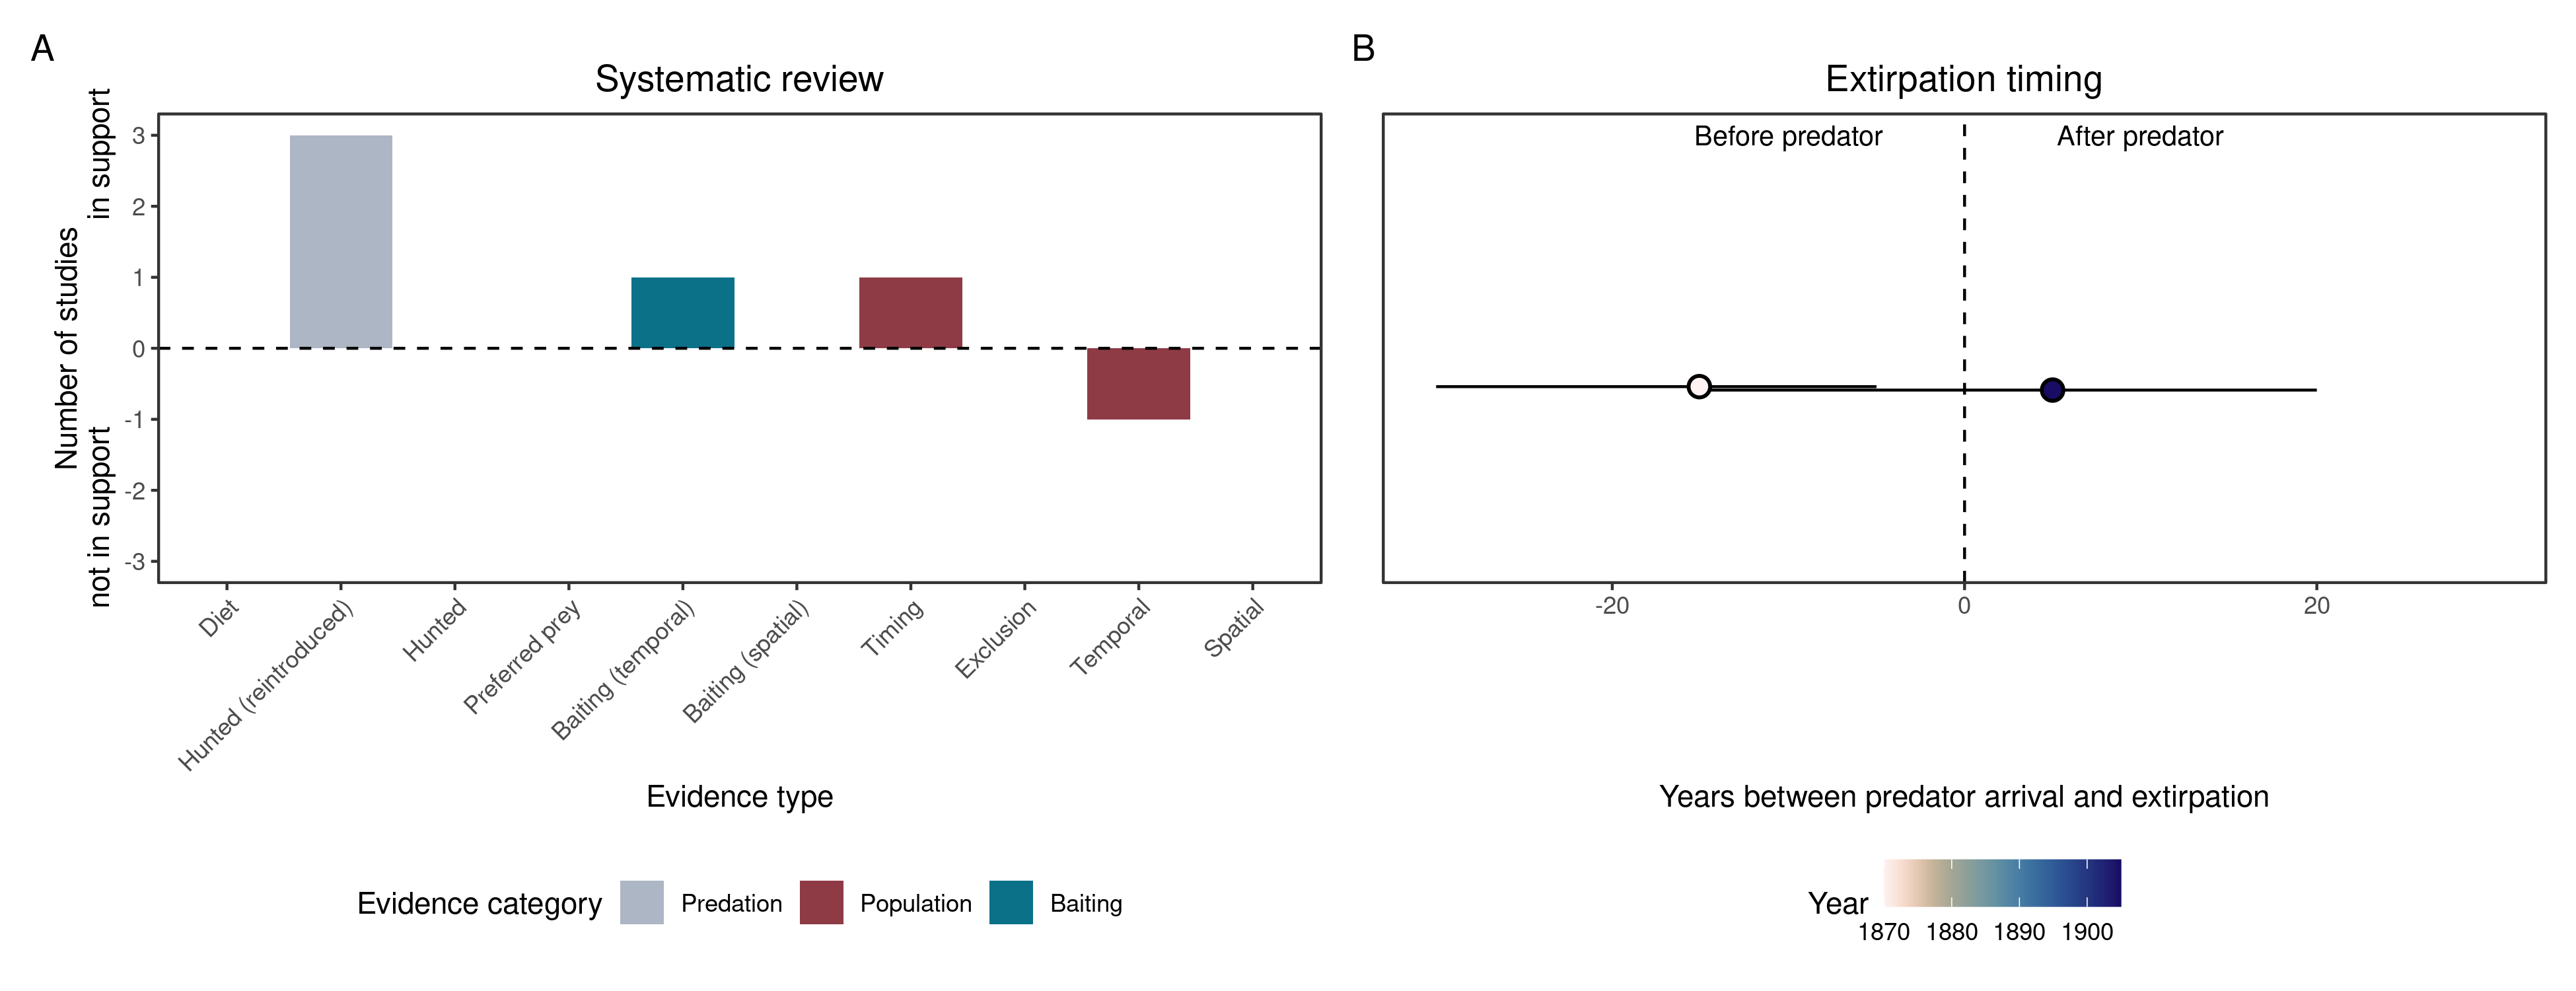 A
Systematic review
Number of studies
not in support
in support
3
2
1
0
-1
-2
-3
Diet
Hunted (reintroduced)
Hunted
Preferred prey
Baiting (temporal)
Baiting (spatial)
Timing
Exclusion
Temporal
Spatial
Evidence type
Evidence category
Predation
Population
Baiting
B
Extirpation timing
Before predator
After predator
-20
0
20
Years between predator arrival and extirpation
Year
1870
1880
1890
1900